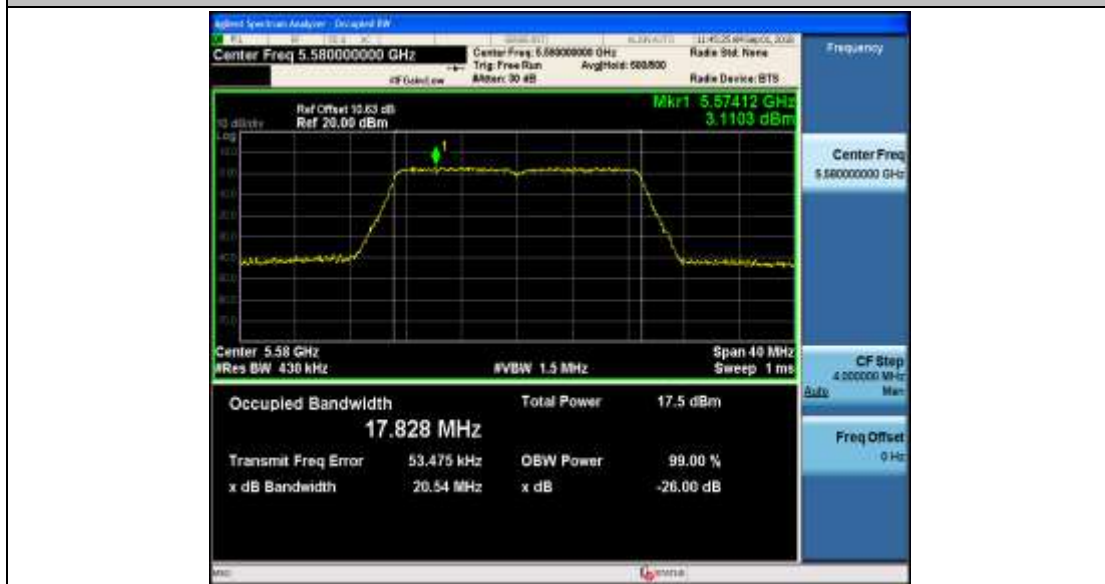 Agilent Spectrum Analyzer - Occupied BW
Center Freq 5.580000000 GHz
Center Freq: 5.580000000 GHz
Radio Std: None
Trig: Free Run
Avg|Hold: 500/500
#IFGain:Low
#Atten: 30 dB
Radio Device: BTS
Frequency
Ref Offset 10.63 dB
Mkr1 5.57412 GHz
10 dB/div
Ref 20.00 dBm
3.1103 dBm
Log
1
Center Freq
5.580000000 GHz
Center 5.58 GHz
Span 40 MHz
#Res BW 430 kHz
#VBW 1.5 MHz
Sweep 1 ms
CF Step
4.000000 MHz
Auto
Man
Occupied Bandwidth
Total Power
17.5 dBm
17.828 MHz
Freq Offset
0 Hz
Transmit Freq Error
53.475 kHz
OBW Power
99.00 %
x dB Bandwidth
20.54 MHz
x dB
-26.00 dB
MSG
STATUS